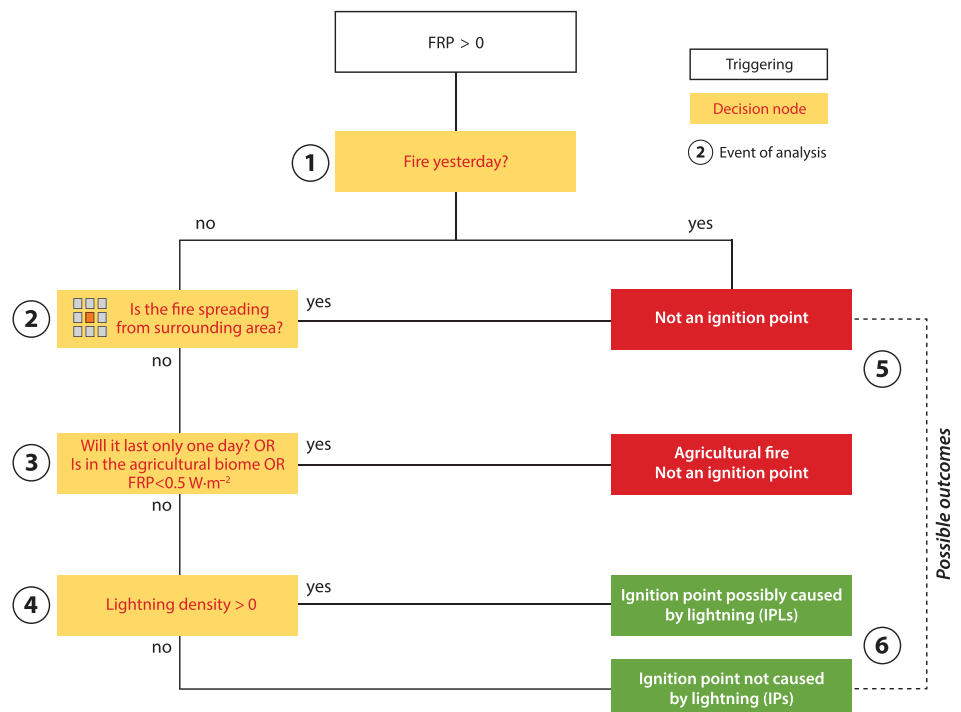 FRP > 0
Triggering
Decision node
2 Event of analysis
1
Fire yesterday?
no
yes
2
Is the fire spreading
from surrounding area?
yes
Not an ignition point
no
5
3
Will it last only one day? OR
Is in the agricultural biome OR
FRP<0.5 W·m⁻²
yes
Agricultural fire
Not an ignition point
no
Possible outcomes
4
Lightning density > 0
yes
Ignition point possibly caused
by lightning (IPLs)
no
6
Ignition point not caused
by lightning (IPs)